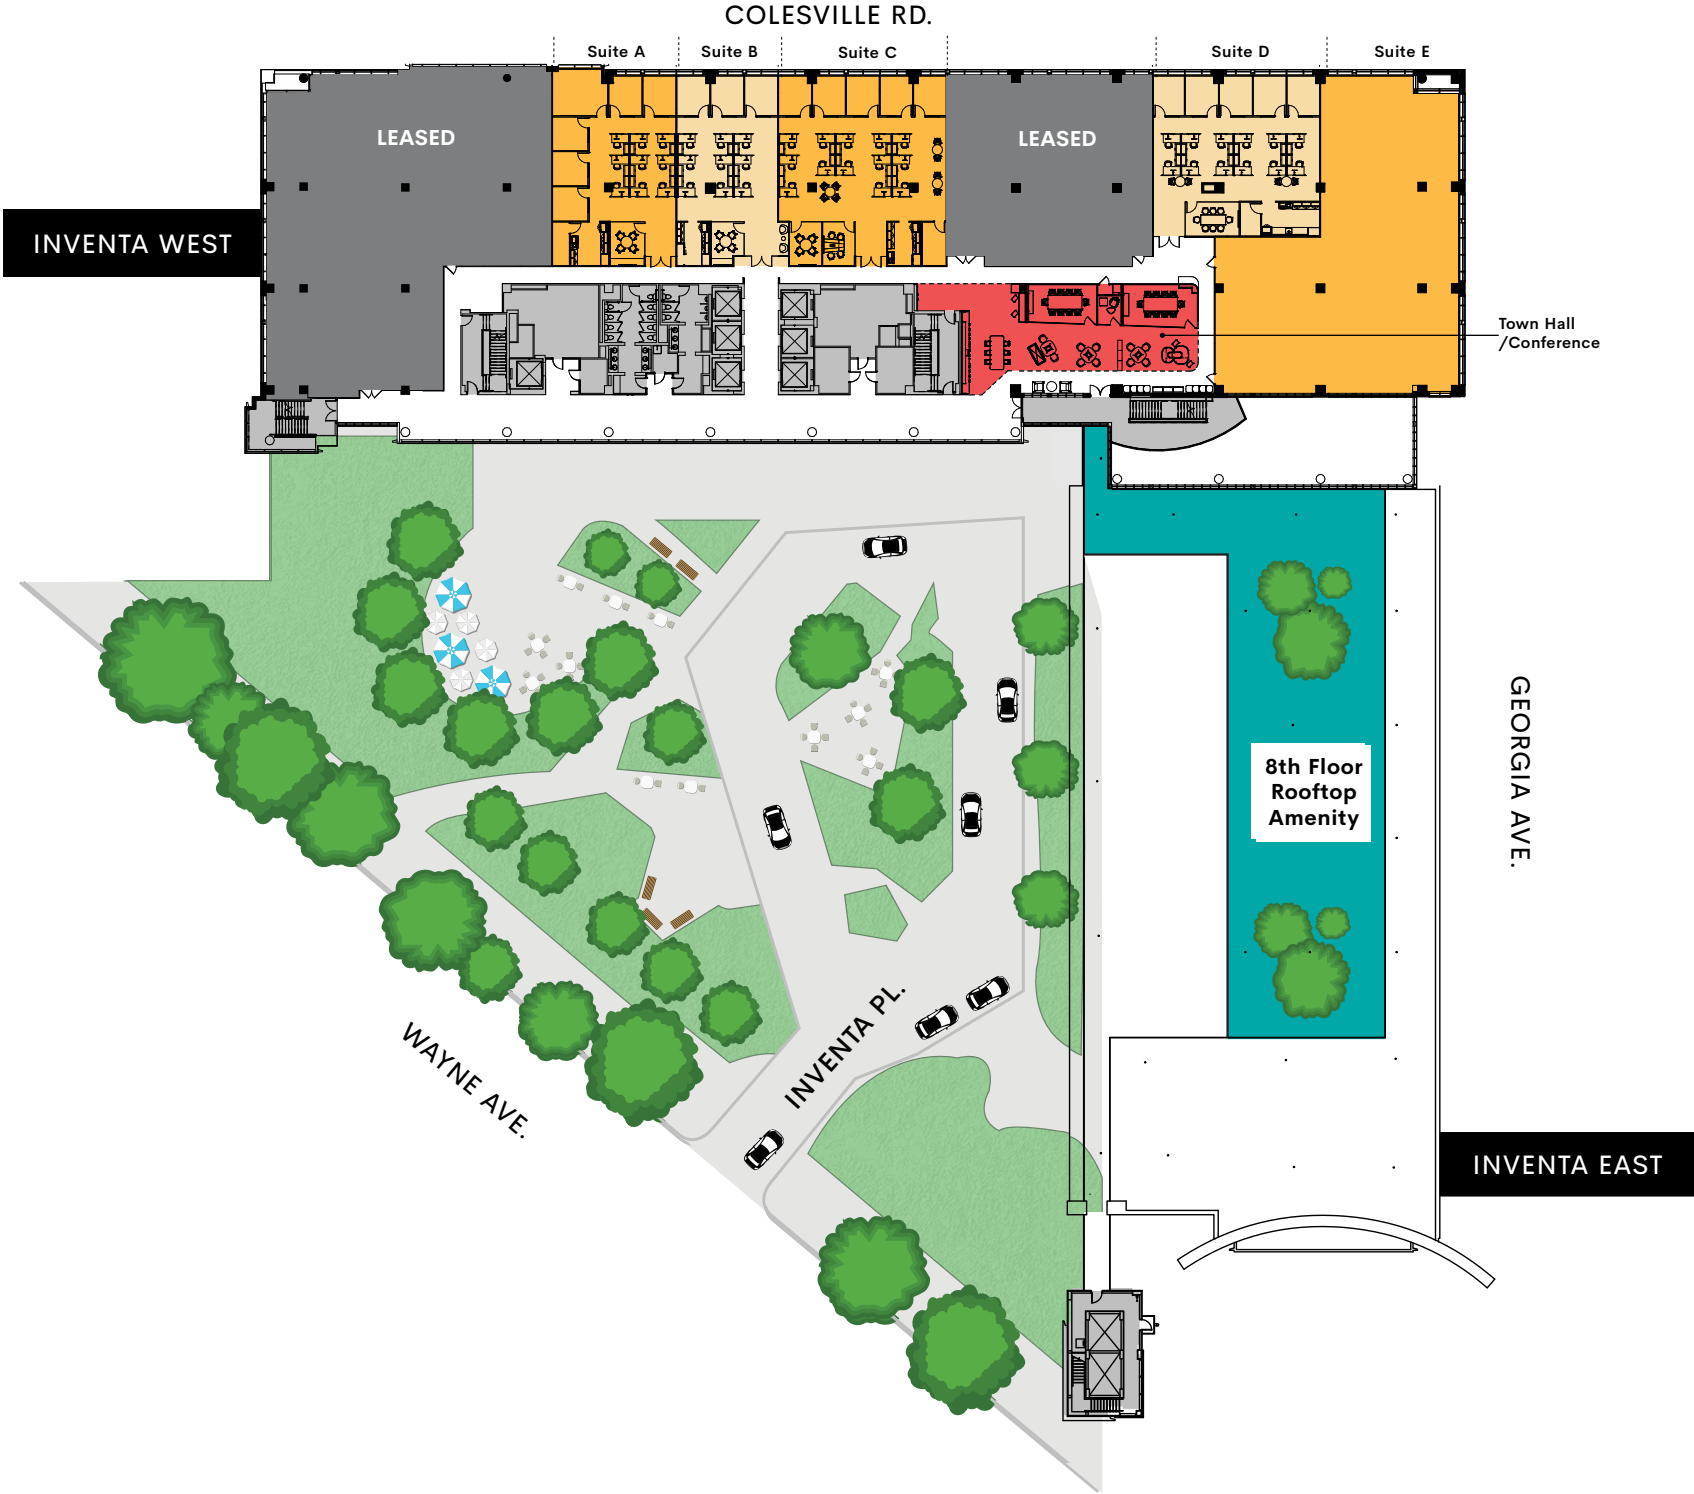 COLESVILLE RD.
Suite A
Suite B
Suite C
Suite D
Suite E
LEASED
LEASED
INVENTA WEST
Town Hall
/Conference
8th Floor
Rooftop
Amenity
GEORGIA AVE.
INVENTA PL.
WAYNE AVE.
INVENTA EAST